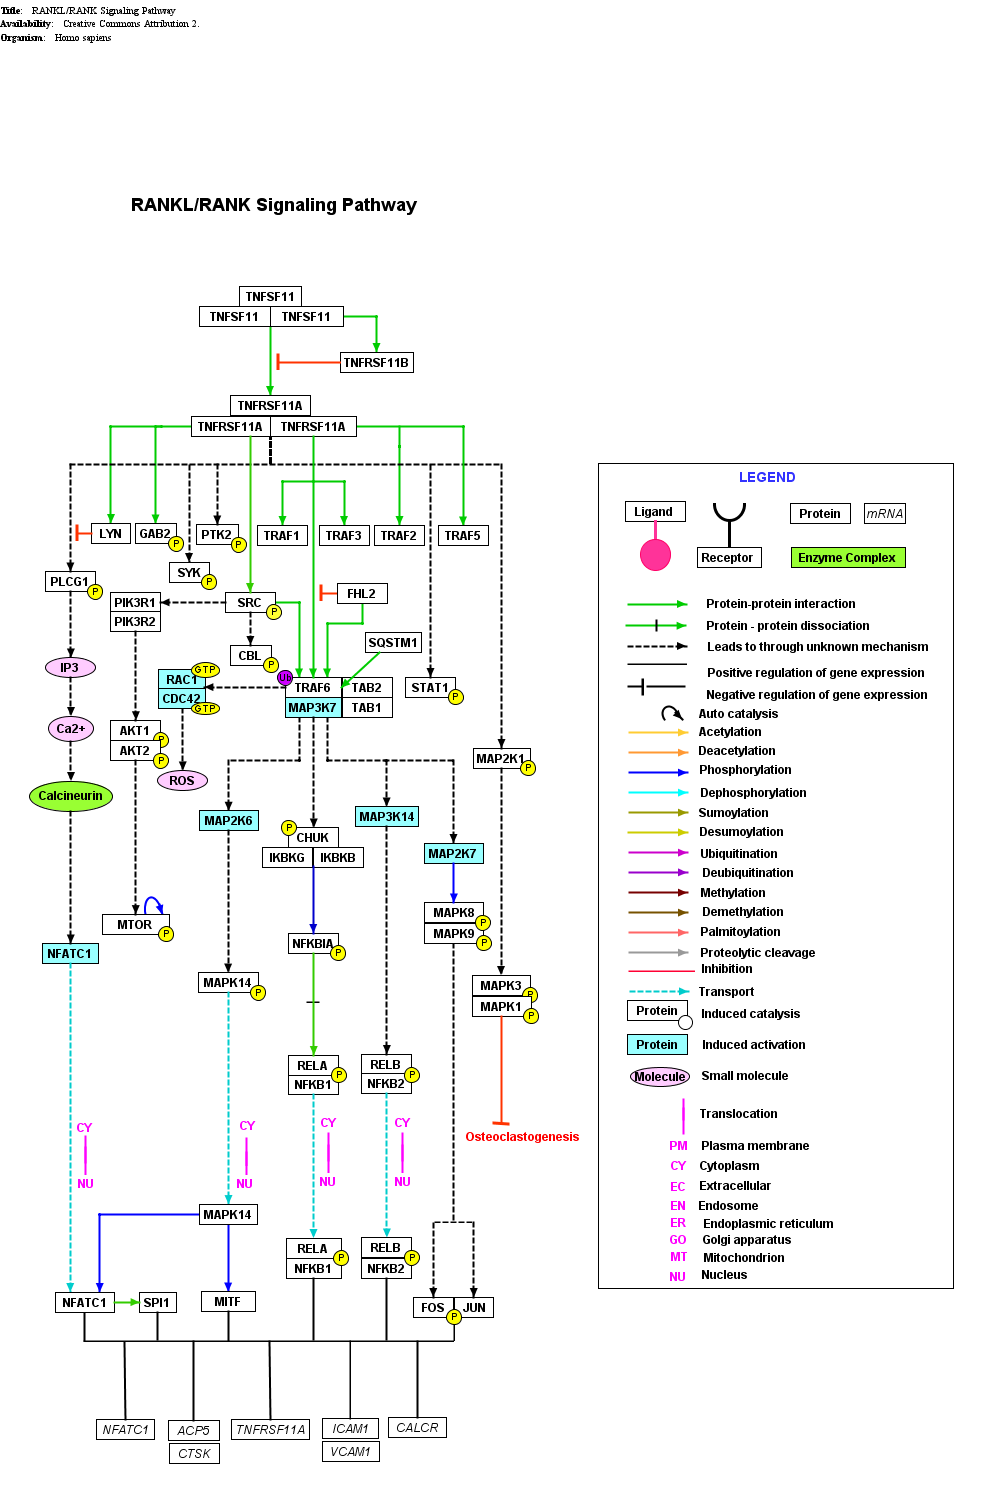 Title: RANKL/RANK Signaling Pathway
Availability: Creative Commons Attribution 2.
Organism: Homo sapiens
RANKL/RANK Signaling Pathway
TNFSF11
TNFSF11 TNFSF11
TNFRSF11B
TNFRSF11A
TNFRSF11A TNFRSF11A
LYN GAB2 P PTK2 P TRAF1 TRAF3 TRAF2 TRAF5
SYK P
PLCG1 P
PIK3R1 SRC P FHL2
PIK3R2
SQSTM1
CBL P
IP3
GTP
RAC1 Ub TRAF6 TAB2 STAT1 P
CDC42 MAP3K7 TAB1
GTP
Ca2+ AKT1 P
AKT2 P
MAP2K1 P
ROS
Calcineurin
MAP2K6 MAP3K14
P CHUK
IKBKG IKBKB MAP2K7
MTOR P MAPK8 P
MAPK9 P
NFKBIA P
NFATC1
MAPK14 P MAPK3 P
MAPK1 P
RELA P RELB P
NFKB1 NFKB2
CY CY CY CY
Osteoclastogenesis
NU NU NU NU
MAPK14
RELA P RELB P
NFKB1 NFKB2
NFATC1 SPI1 MITF FOS P JUN
NFATC1 ACP5 TNFRSF11A ICAM1 CALCR
CTSK VCAM1
LEGEND
Ligand Protein mRNA
Receptor Enzyme Complex
Protein-protein interaction
Protein - protein dissociation
Leads to through unknown mechanism
Positive regulation of gene expression
Negative regulation of gene expression
Auto catalysis
Acetylation
Deacetylation
Phosphorylation
Dephosphorylation
Sumoylation
Desumoylation
Ubiquitination
Deubiquitination
Methylation
Demethylation
Palmitoylation
Proteolytic cleavage
Inhibition
Transport
Protein Induced catalysis
Protein Induced activation
Molecule Small molecule
Translocation
PM Plasma membrane
CY Cytoplasm
EC Extracellular
EN Endosome
ER Endoplasmic reticulum
GO Golgi apparatus
MT Mitochondrion
NU Nucleus